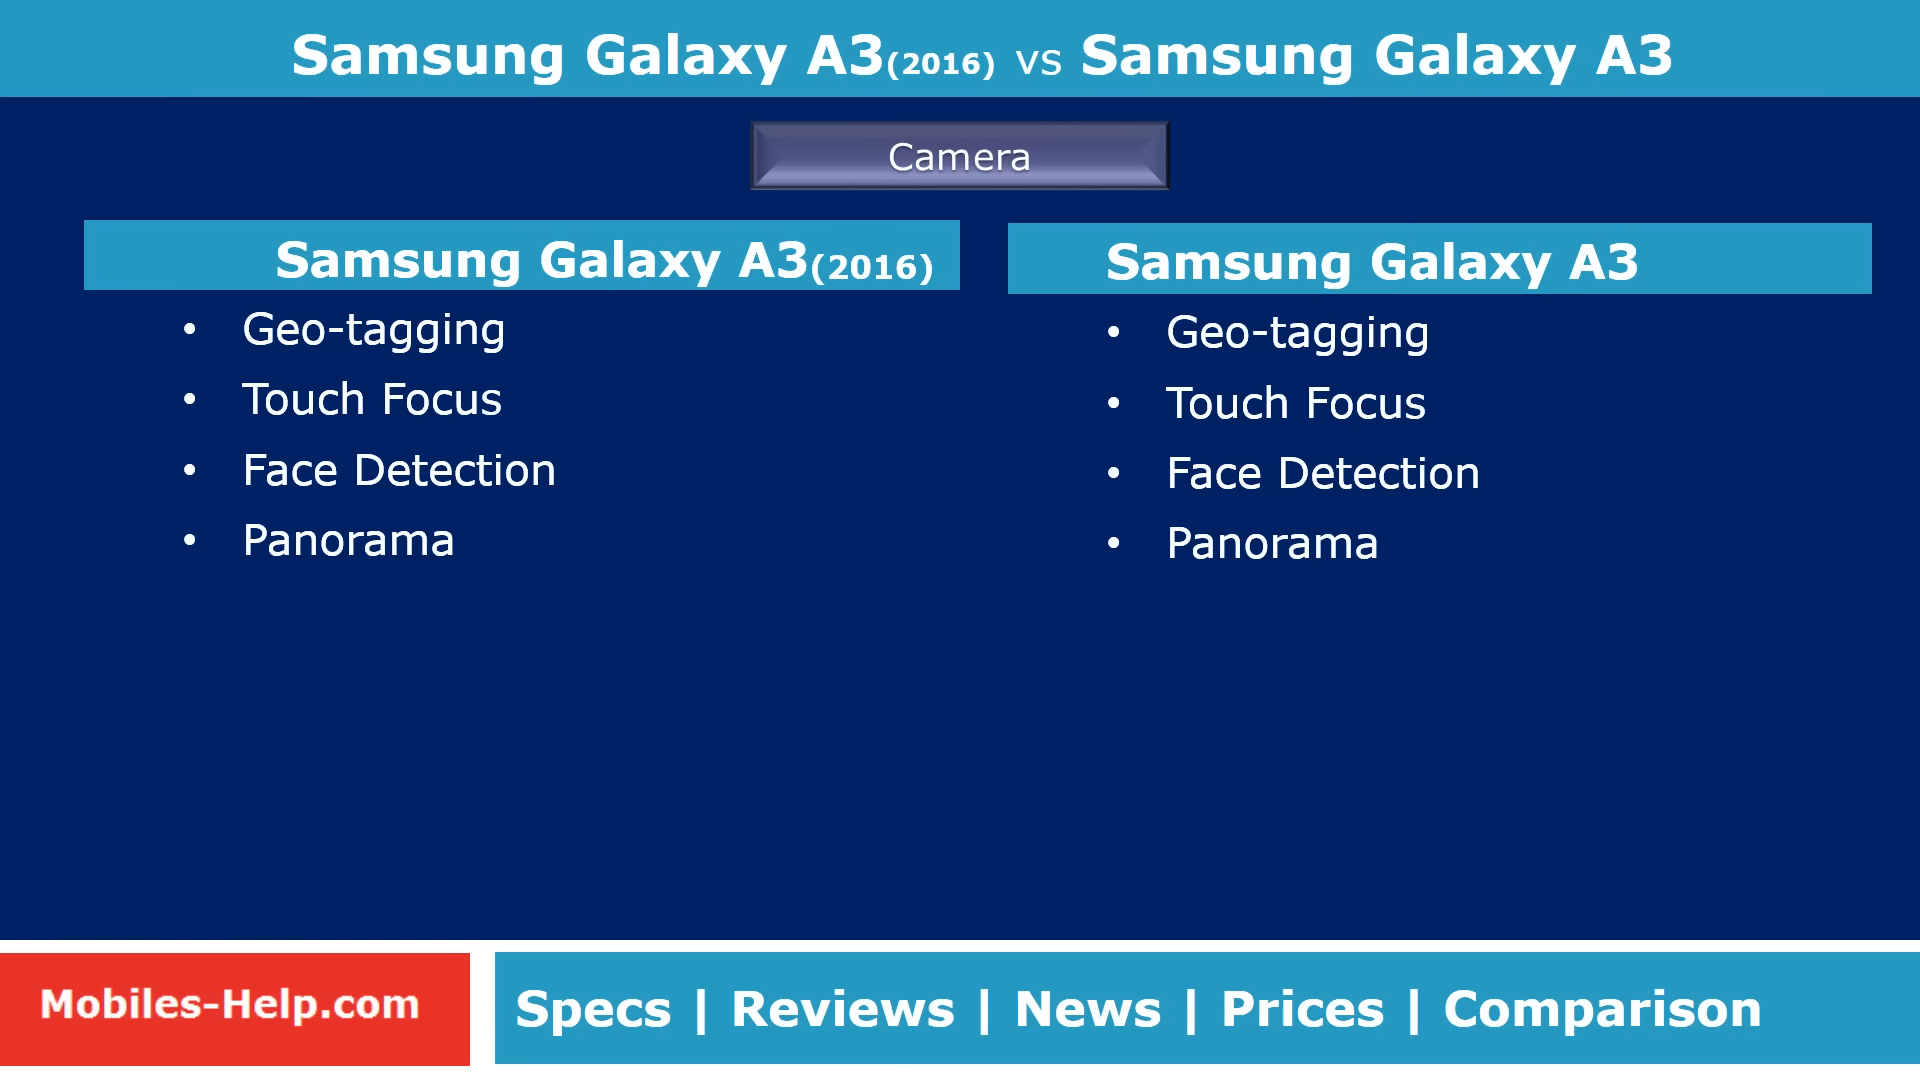 Samsung Galaxy A3(2016) vs Samsung Galaxy A3
Camera
Samsung Galaxy A3(2016)
• Geo-tagging
• Touch Focus
• Face Detection
• Panorama
Samsung Galaxy A3
• Geo-tagging
• Touch Focus
• Face Detection
• Panorama
Mobiles-Help.com
Specs | Reviews | News | Prices | Comparison